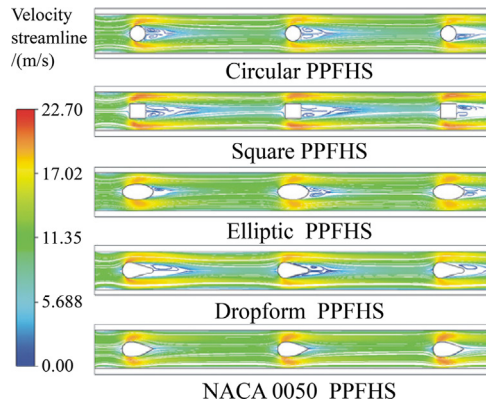 Velocity
streamline
/(m/s)
22.70
17.02
11.35
5.688
0.00
Circular PPFHS
Square PPFHS
Elliptic PPFHS
Dropform PPFHS
NACA 0050 PPFHS